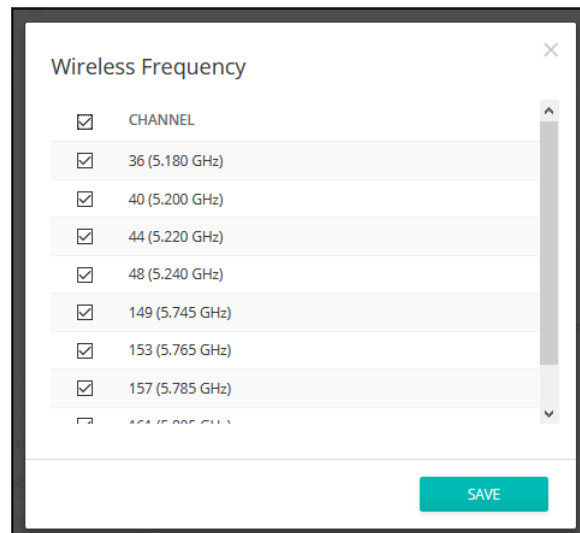 Wireless Frequency
CHANNEL
36 (5.180 GHz)
40 (5.200 GHz)
44 (5.220 GHz)
48 (5.240 GHz)
149 (5.745 GHz)
153 (5.765 GHz)
157 (5.785 GHz)
SAVE